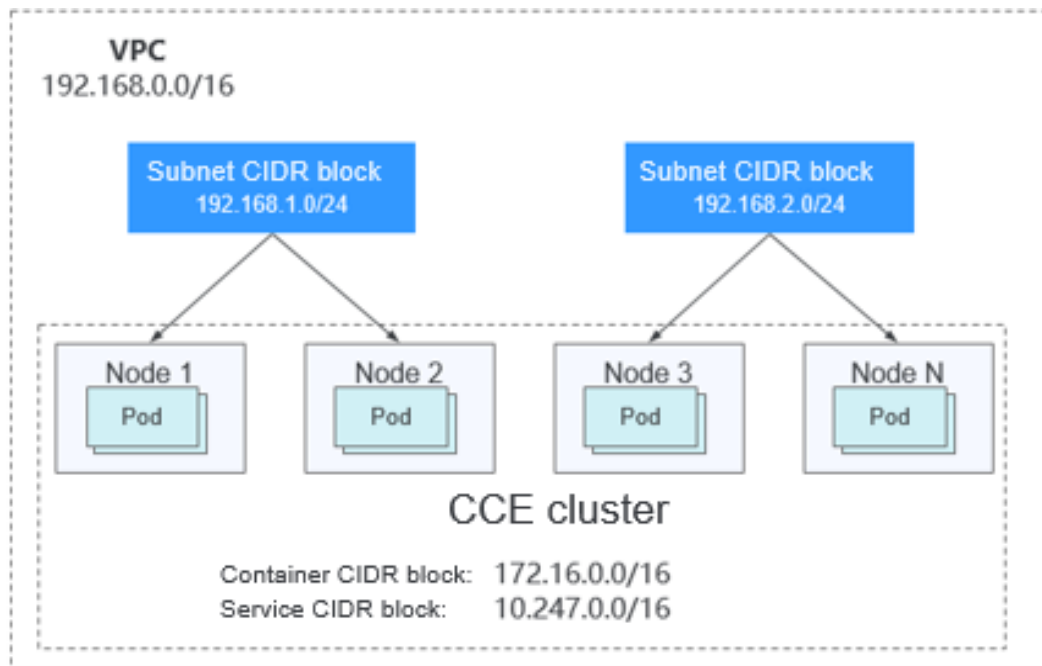 VPC
192.168.0.0/16
Subnet CIDR block
192.168.1.0/24
Subnet CIDR block
192.168.2.0/24
Node 1
Pod
Node 2
Pod
Node 3
Pod
Node N
Pod
CCE cluster
Container CIDR block: 172.16.0.0/16
Service CIDR block: 10.247.0.0/16